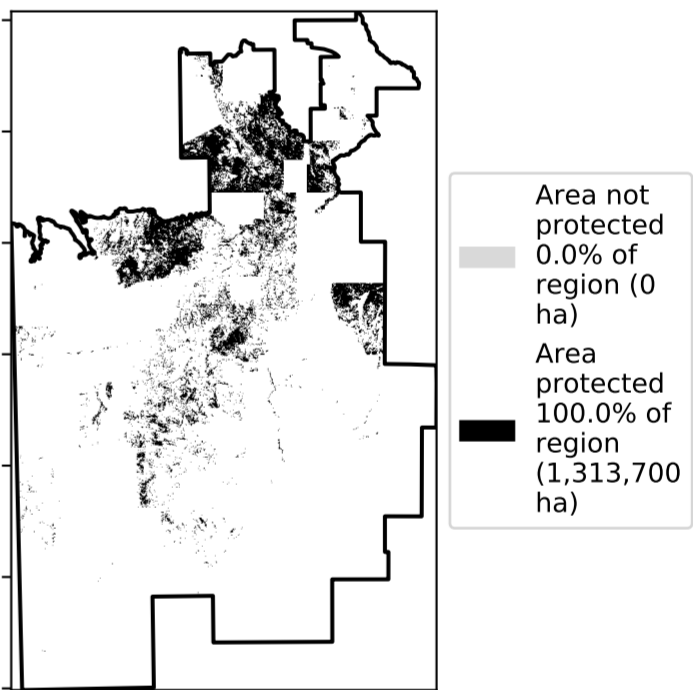 Area not
protected
0.0% of
region (0
ha)
Area
protected
100.0% of
region
(1,313,700
ha)